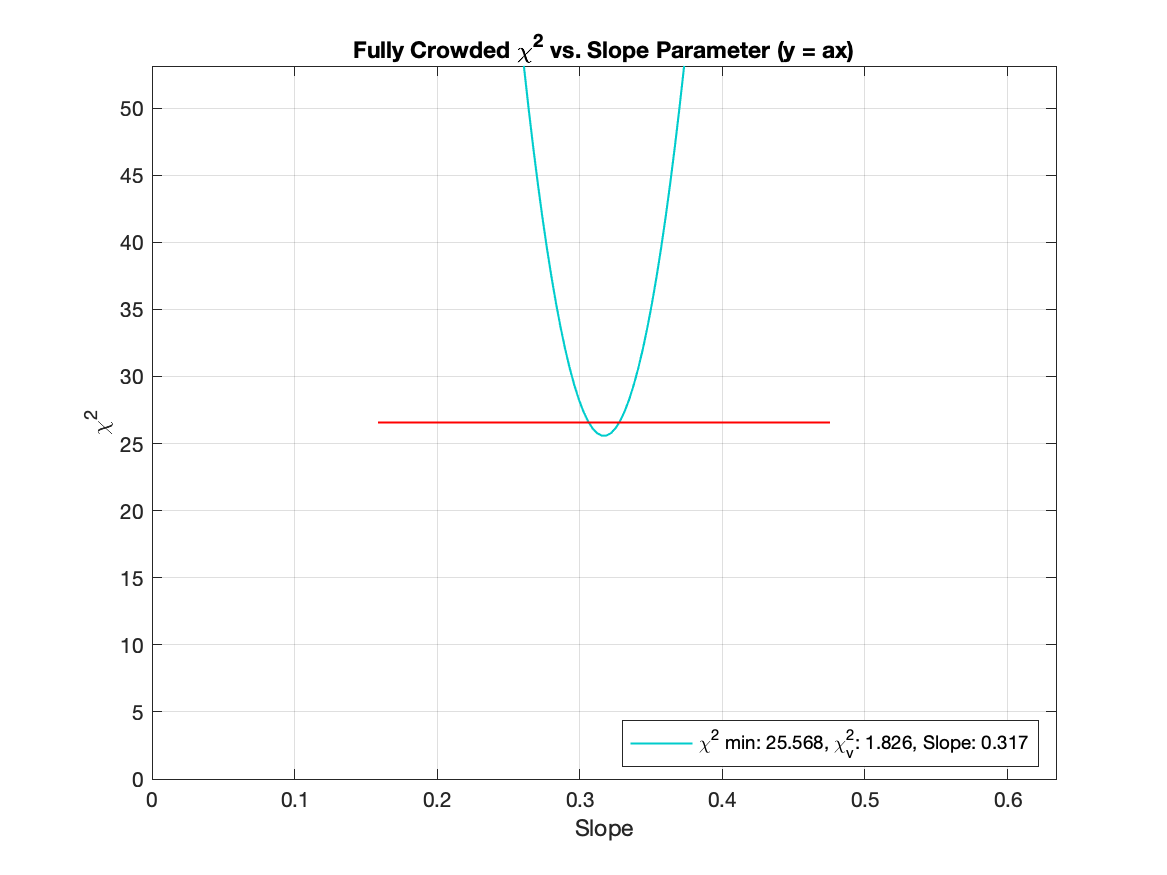 Fully Crowded χ² vs. Slope Parameter (y = ax)
50
45
40
35
30
25
20
15
10
5
0
χ²
0 0.1 0.2 0.3 0.4 0.5 0.6
Slope
χ² min: 25.568, χ²ᵥ: 1.826, Slope: 0.317